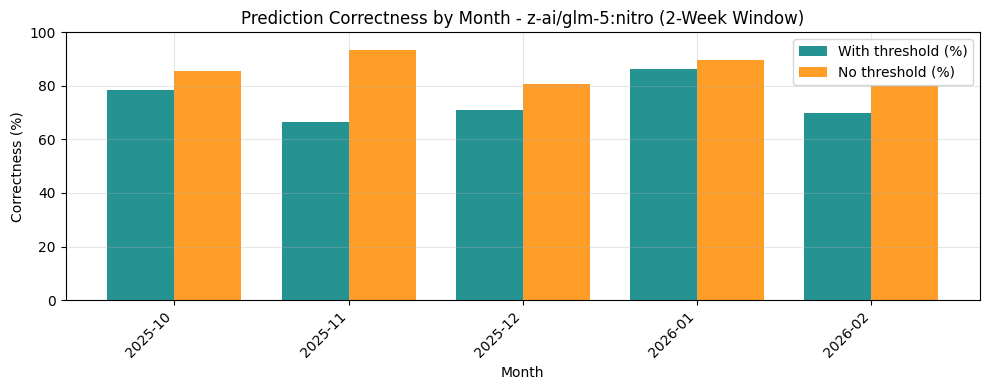 Prediction Correctness by Month - z-ai/glm-5:nitro (2-Week Window)
With threshold (%)
No threshold (%)
Correctness (%)
100
80
60
40
20
0
2025-10
2025-11
2025-12
2026-01
2026-02
Month